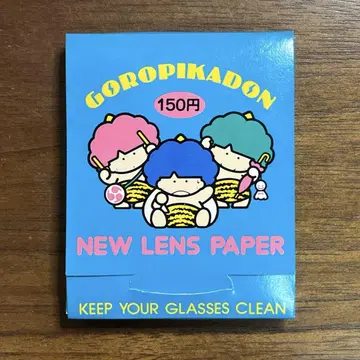 GOROPIKADON
150円
NEW LENS PAPER
KEEP YOUR GLASSES CLEAN